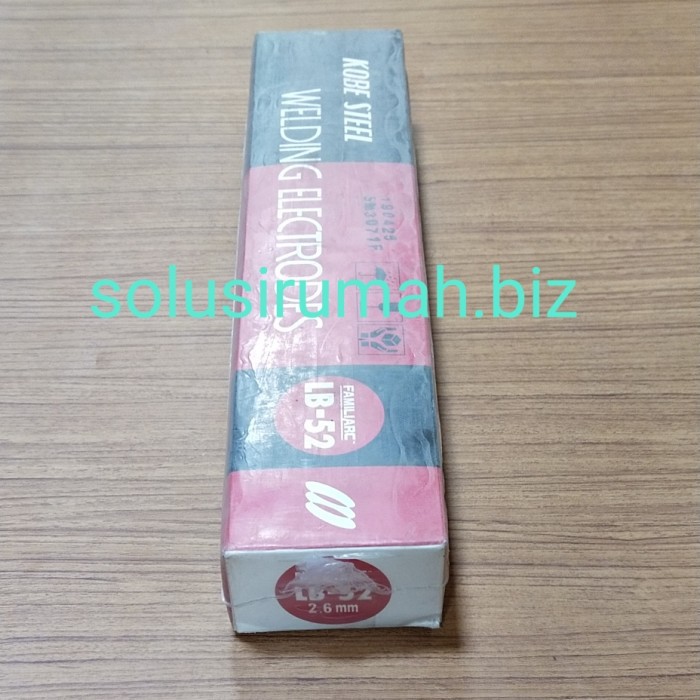 KOBE STEEL
WELDING ELECTRODES
solusirumah.biz
FAMILIARC
LB-52
LB-52
2.6 mm